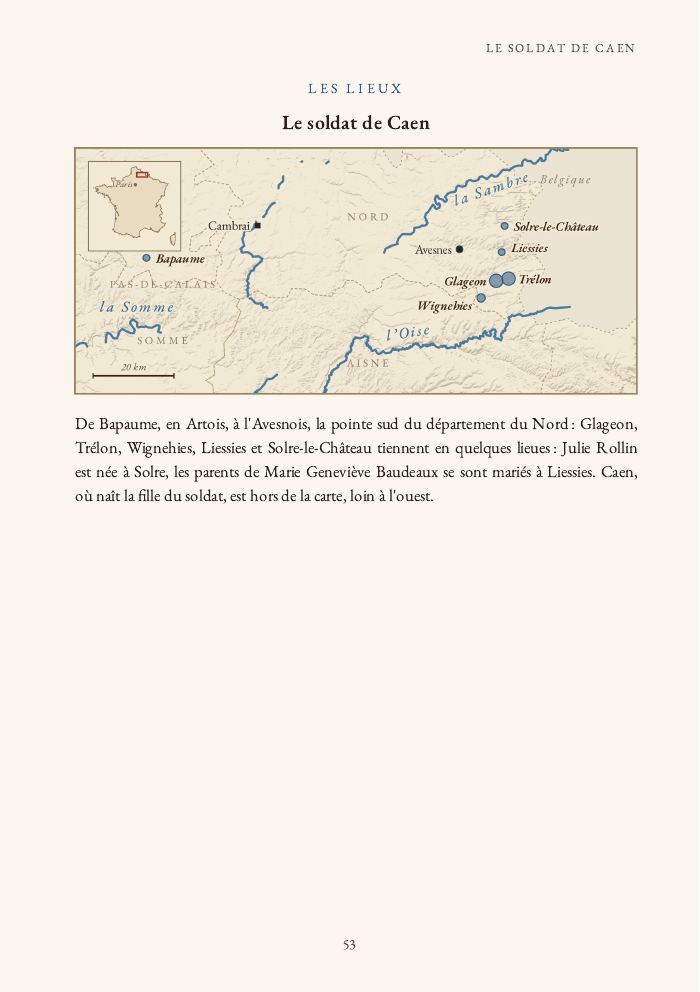 LE SOLDAT DE CAEN
LES LIEUX
Le soldat de Caen
Paris
la Sambre
Belgique
NORD
Cambrai
Solre-le-Château
Avesnes
Liessies
Bapaume
Glageon
Trélon
PAS-DE-CALAIS
Wignehies
la Somme
l'Oise
SOMME
AISNE
20 km
De Bapaume, en Artois, à l'Avesnois, la pointe sud du département du Nord : Glageon,
Trélon, Wignehies, Liessies et Solre-le-Château tiennent en quelques lieues : Julie Rollin
est née à Solre, les parents de Marie Geneviève Baudeaux se sont mariés à Liessies. Caen,
où naît la fille du soldat, est hors de la carte, loin à l'ouest.
53